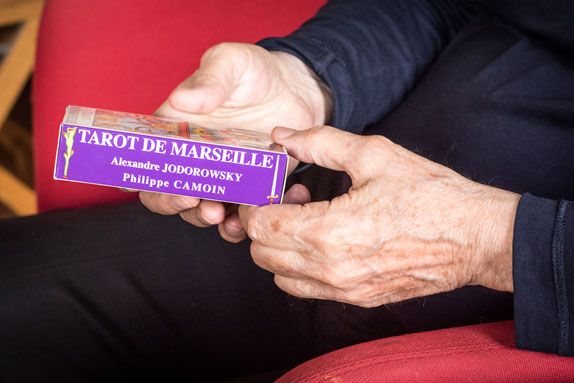 TAROT DE MARSEILLE
Alexandre JODOROWSKY
Philippe CAMOIN